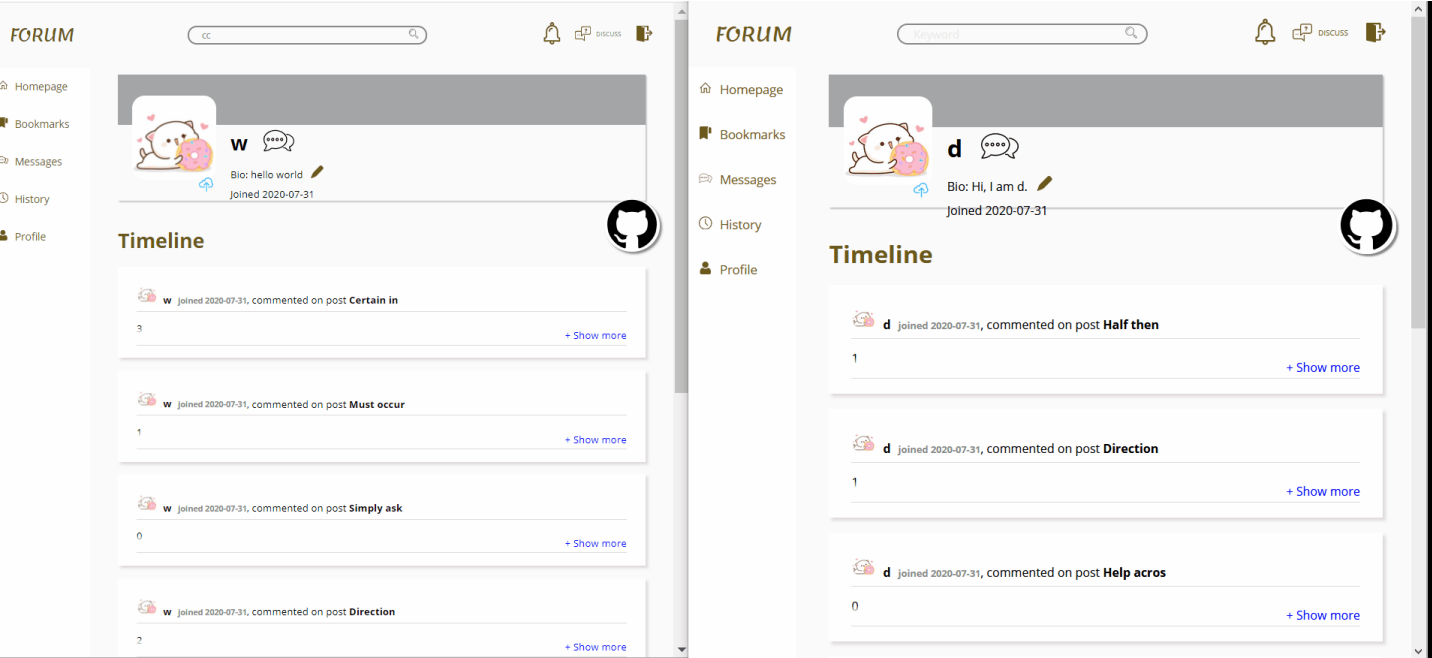 FORUM
cc
DISCUSS
Homepage
Bookmarks
Messages
History
Profile
w
Bio: hello world
Joined 2020-07-31
Timeline
w joined 2020-07-31, commented on post Certain in
3
+ Show more
w joined 2020-07-31, commented on post Must occur
1
+ Show more
w joined 2020-07-31, commented on post Simply ask
0
+ Show more
w joined 2020-07-31, commented on post Direction
2
+ Show more
FORUM
Keyword
DISCUSS
Homepage
Bookmarks
Messages
History
Profile
d
Bio: Hi, I am d.
Joined 2020-07-31
Timeline
d joined 2020-07-31, commented on post Half then
1
+ Show more
d joined 2020-07-31, commented on post Direction
1
+ Show more
d joined 2020-07-31, commented on post Help acros
0
+ Show more